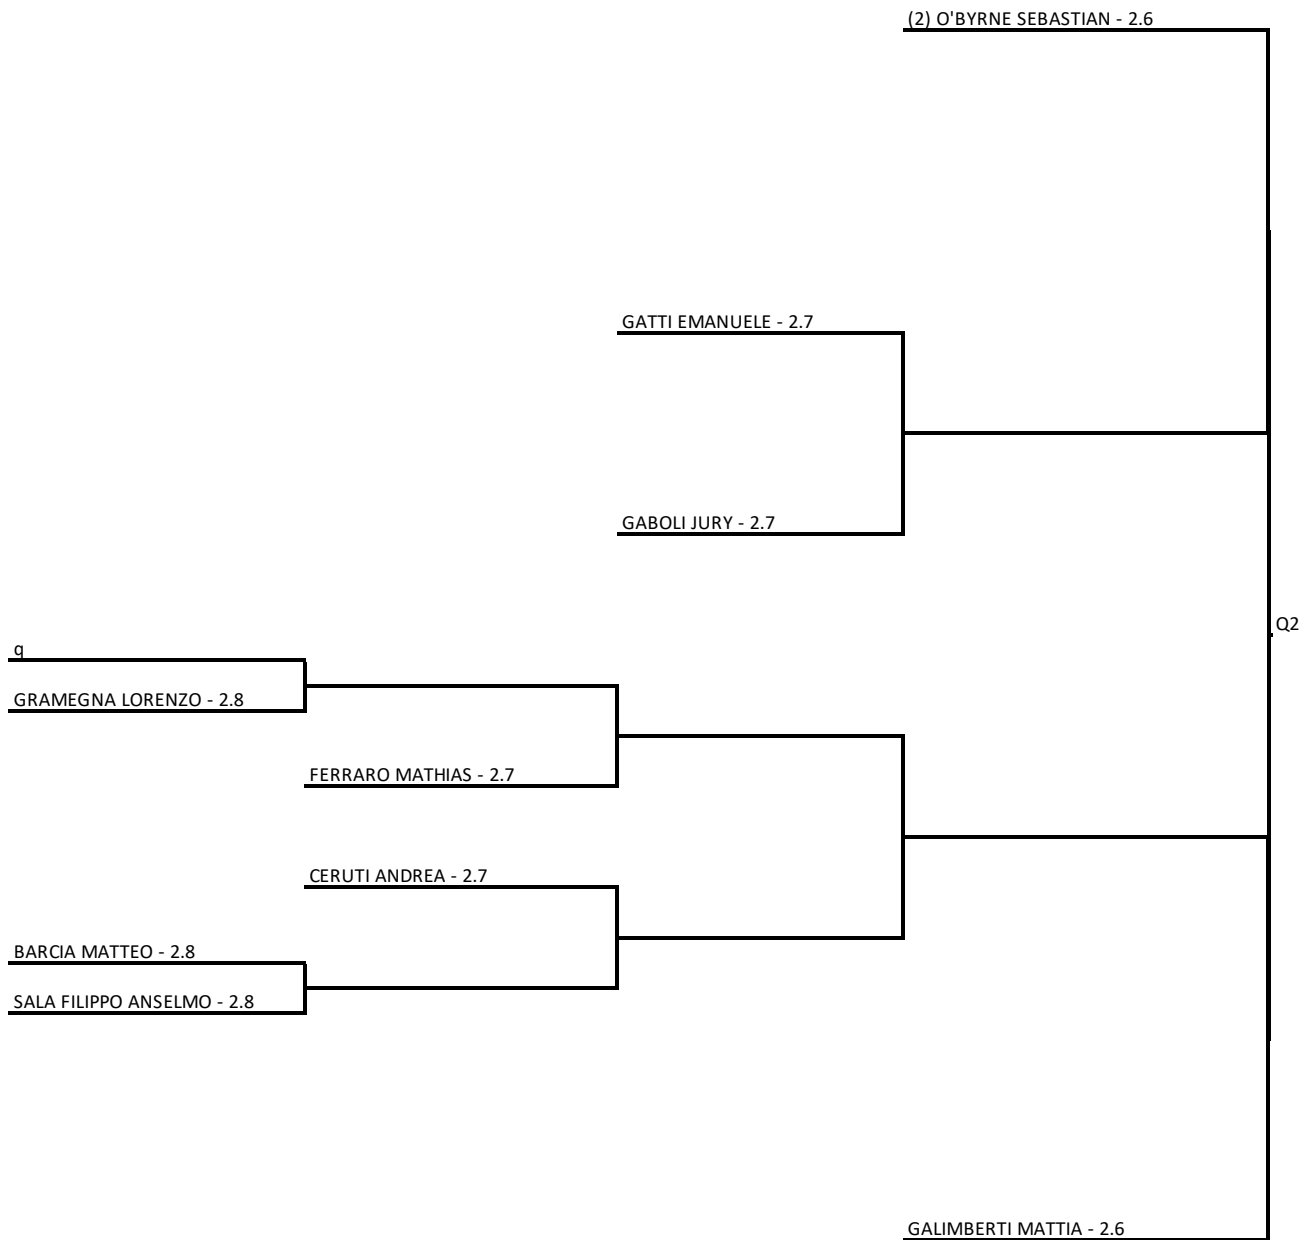 (2) O'BYRNE SEBASTIAN - 2.6
GATTI EMANUELE - 2.7
GABOLI JURY - 2.7
Q2
q
GRAMEGNA LORENZO - 2.8
FERRARO MATHIAS - 2.7
CERUTI ANDREA - 2.7
BARCIA MATTEO - 2.8
SALA FILIPPO ANSELMO - 2.8
GALIMBERTI MATTIA - 2.6